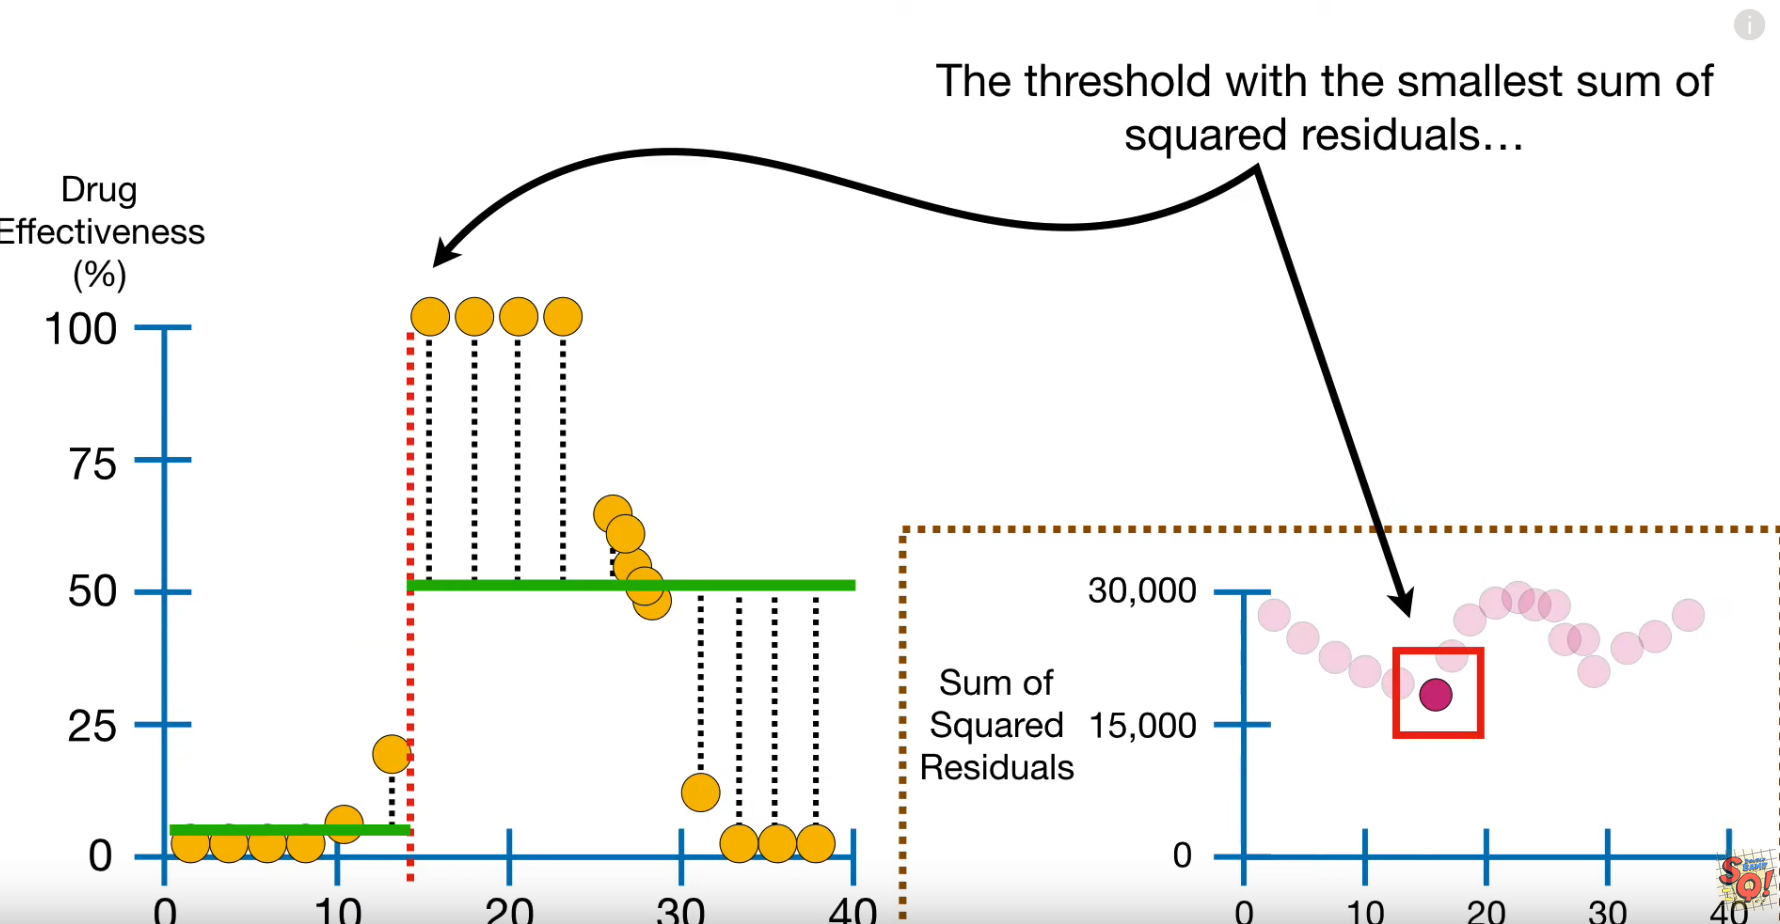 i
The threshold with the smallest sum of
squared residuals…
Drug
Effectiveness
(%)
100
75
50
25
0
0 10 20 30 40
Sum of
Squared
Residuals
30,000
15,000
0
0 10 20 30 40
SQ!